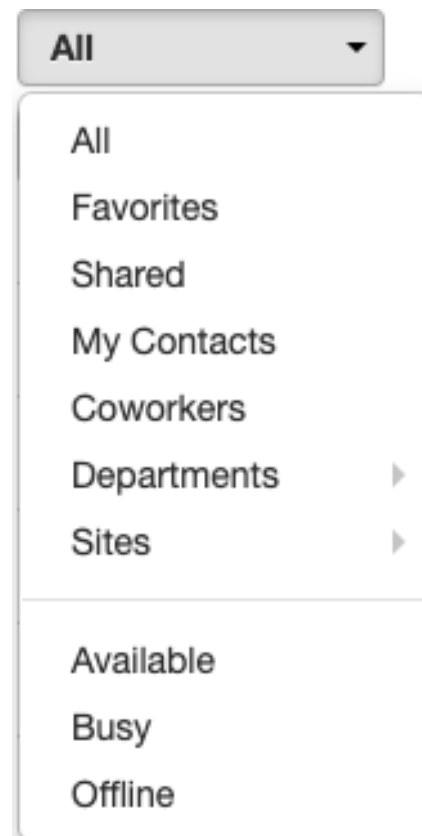 All
All
Favorites
Shared
My Contacts
Coworkers
Departments
Sites
Available
Busy
Offline